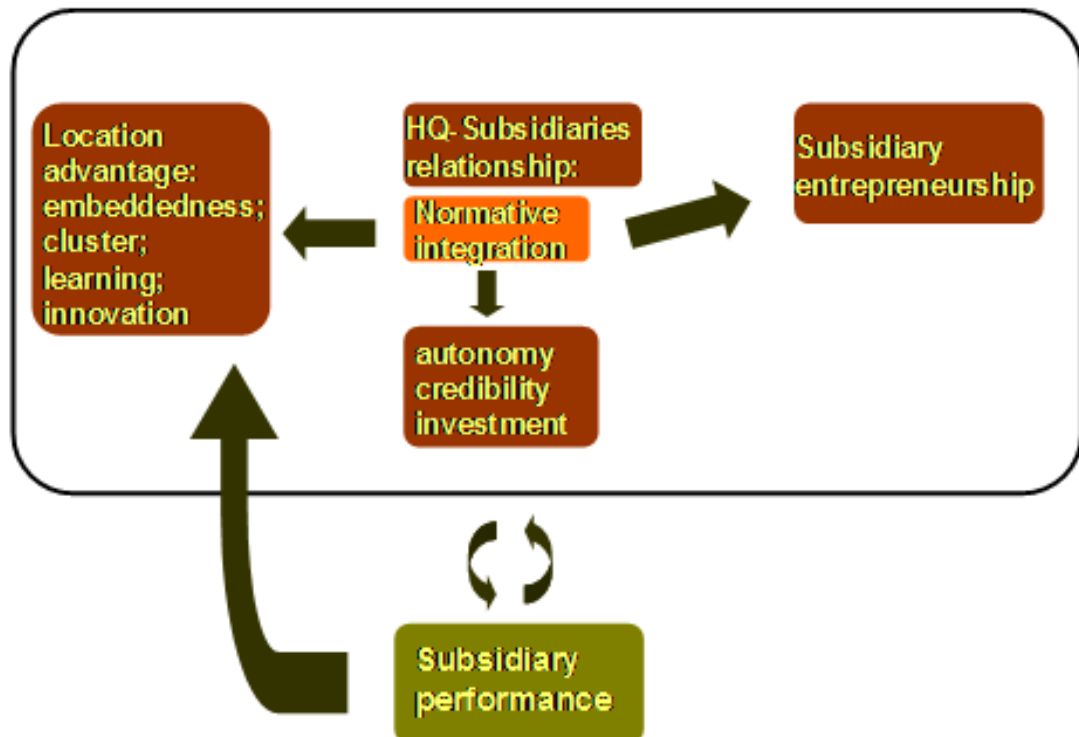 Location
advantage:
embeddedness;
cluster;
learning;
innovation
HQ- Subsidiaries
relationship:
Normative
integration
autonomy
credibility
investment
Subsidiary
entrepreneurship
Subsidiary
performance